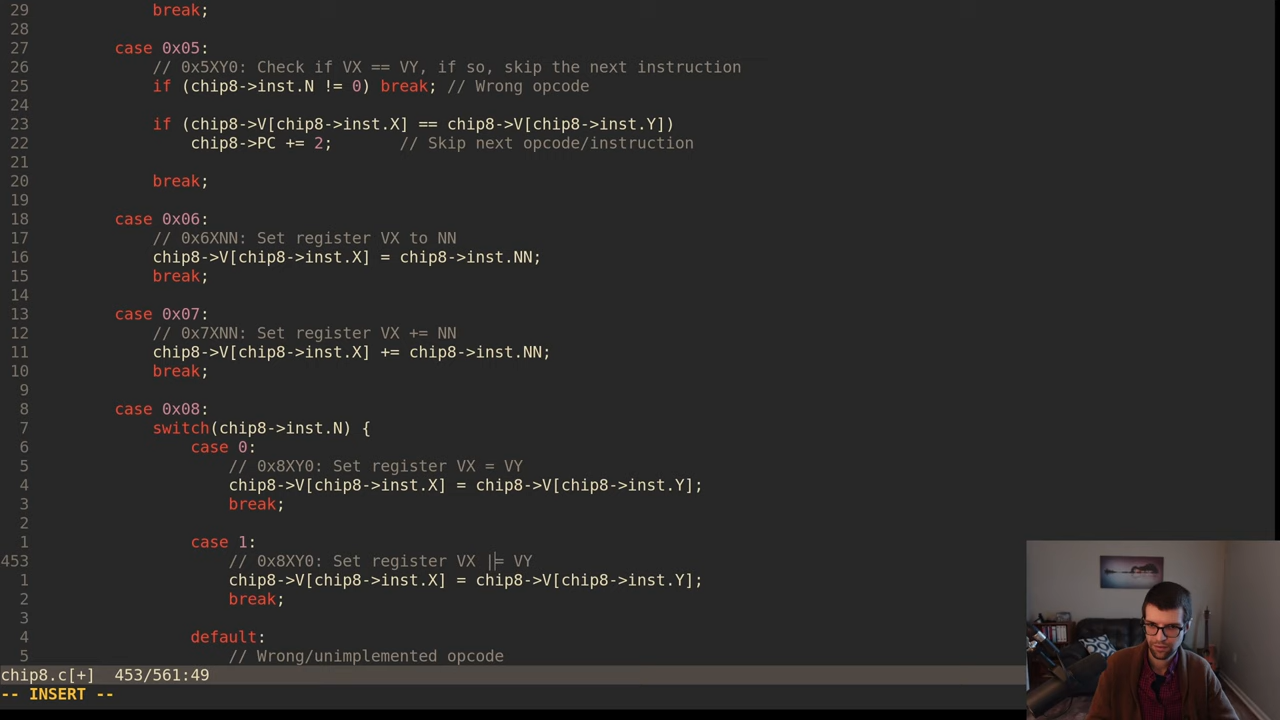 29             break;
28
27         case 0x05:
26             // 0x5XY0: Check if VX == VY, if so, skip the next instruction
25             if (chip8->inst.N != 0) break; // Wrong opcode
24
23             if (chip8->V[chip8->inst.X] == chip8->V[chip8->inst.Y])
22                 chip8->PC += 2;       // Skip next opcode/instruction
21
20             break;
19
18         case 0x06:
17             // 0x6XNN: Set register VX to NN
16             chip8->V[chip8->inst.X] = chip8->inst.NN;
15             break;
14
13         case 0x07:
12             // 0x7XNN: Set register VX += NN
11             chip8->V[chip8->inst.X] += chip8->inst.NN;
10             break;
9
8         case 0x08:
7             switch(chip8->inst.N) {
6                 case 0:
5                     // 0x8XY0: Set register VX = VY
4                     chip8->V[chip8->inst.X] = chip8->V[chip8->inst.Y];
3                     break;
2
1                 case 1:
453                     // 0x8XY0: Set register VX |= VY
1                     chip8->V[chip8->inst.X] = chip8->V[chip8->inst.Y];
2                     break;
3
4                 default:
5                     // Wrong/unimplemented opcode
chip8.c[+]  453/561:49
-- INSERT --